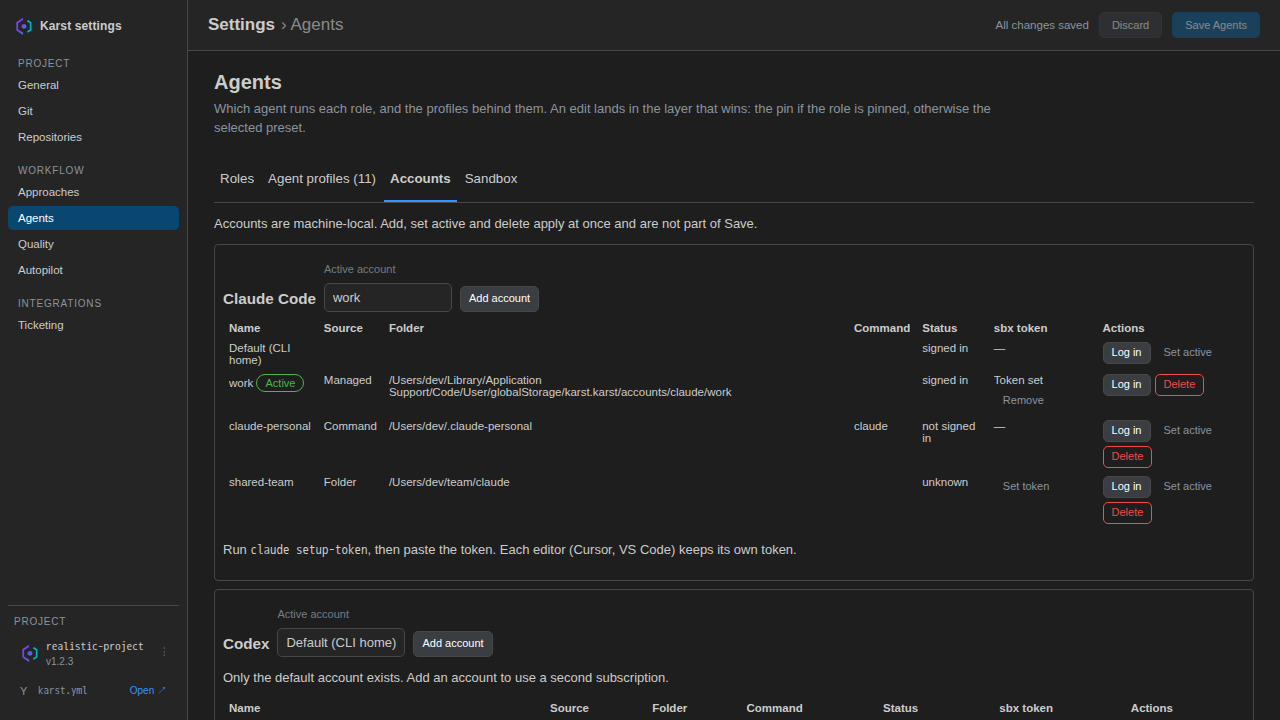 Karst settings
Settings › Agents
All changes saved
Discard
Save Agents
PROJECT
General
Git
Repositories
WORKFLOW
Approaches
Agents
Quality
Autopilot
INTEGRATIONS
Ticketing
PROJECT
realistic-project
v1.2.3
⋮
Y karst.yml Open ↗
Agents
Which agent runs each role, and the profiles behind them. An edit lands in the layer that wins: the pin if the role is pinned, otherwise the
selected preset.
Roles Agent profiles (11) Accounts Sandbox
Accounts are machine-local. Add, set active and delete apply at once and are not part of Save.
Active account
Claude Code work Add account
Name Source Folder Command Status sbx token Actions
Default (CLI signed in — Log in Set active
home)
work Active Managed /Users/dev/Library/Application signed in Token set Log in Delete
Support/Code/User/globalStorage/karst.karst/accounts/claude/work
Remove
claude-personal Command /Users/dev/.claude-personal claude not signed — Log in Set active
in
Delete
shared-team Folder /Users/dev/team/claude unknown Set token Log in Set active
Delete
Run claude setup-token, then paste the token. Each editor (Cursor, VS Code) keeps its own token.
Active account
Codex Default (CLI home) Add account
Only the default account exists. Add an account to use a second subscription.
Name Source Folder Command Status sbx token Actions